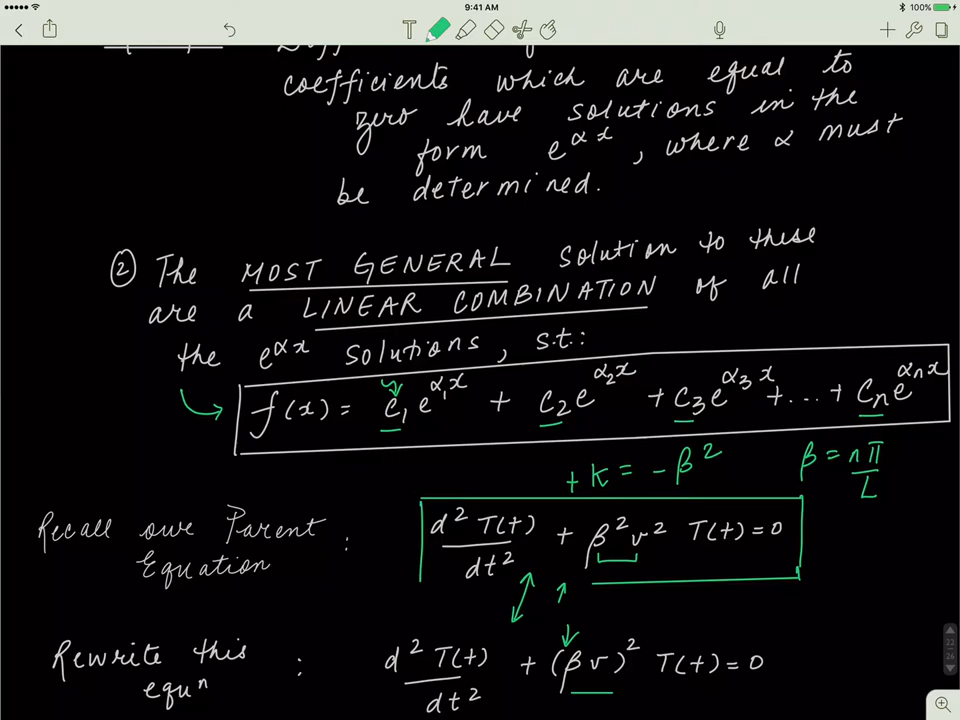 9:41 AM
100%
T
coefficients which are equal to
zero have solutions in the
form e^αx, where α must
be determined.
② The MOST GENERAL solution to these
are a LINEAR COMBINATION of all
the e^αx solutions, s.t:
f(x) = c₁e^α₁x + c₂e^α₂x + c₃e^α₃x + ... + cₙe^αₙx
+K = -β² β = nπ/L
Recall our Parent Equation : d²T(t)/dt² + β²v² T(t) = 0
Rewrite this equⁿ : d²T(t)/dt² + (βv)² T(t) = 0
22
26